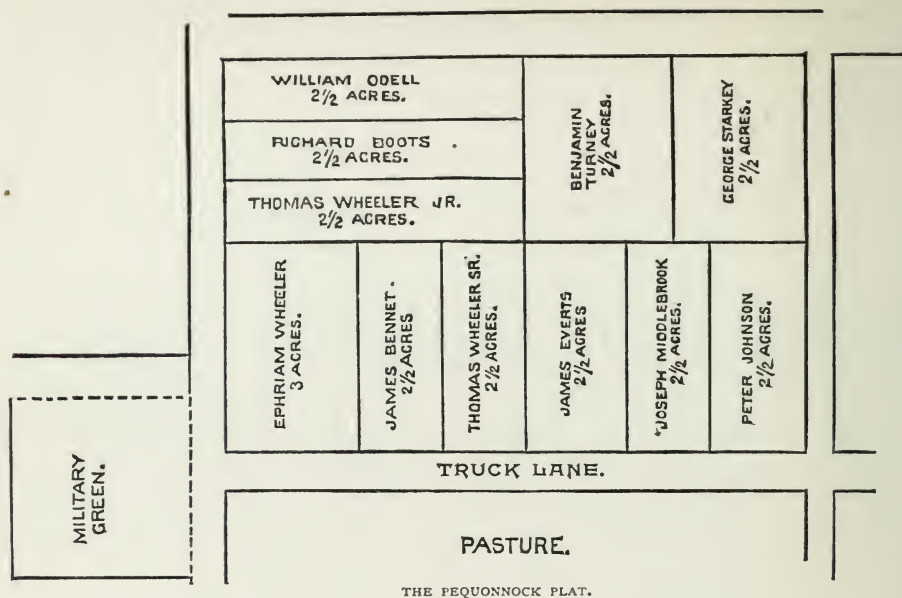 WILLIAM ODELL
2½ ACRES.
RICHARD BOOTS
2½ ACRES.
THOMAS WHEELER JR.
2½ ACRES.
BENJAMIN
TURNEY
2½ ACRES.
GEORGE STARKEY
2½ ACRES.
EPHRIAM WHEELER
3 ACRES.
JAMES BENNET.
2½ ACRES
THOMAS WHEELER SR.
2½ ACRES.
JAMES EVERTS
2½ ACRES
JOSEPH MIDDLEBROOK
2½ ACRES.
PETER JOHNSON
2½ ACRES.
TRUCK LANE.
MILITARY
GREEN.
PASTURE.
THE PEQUONNOCK PLAT.